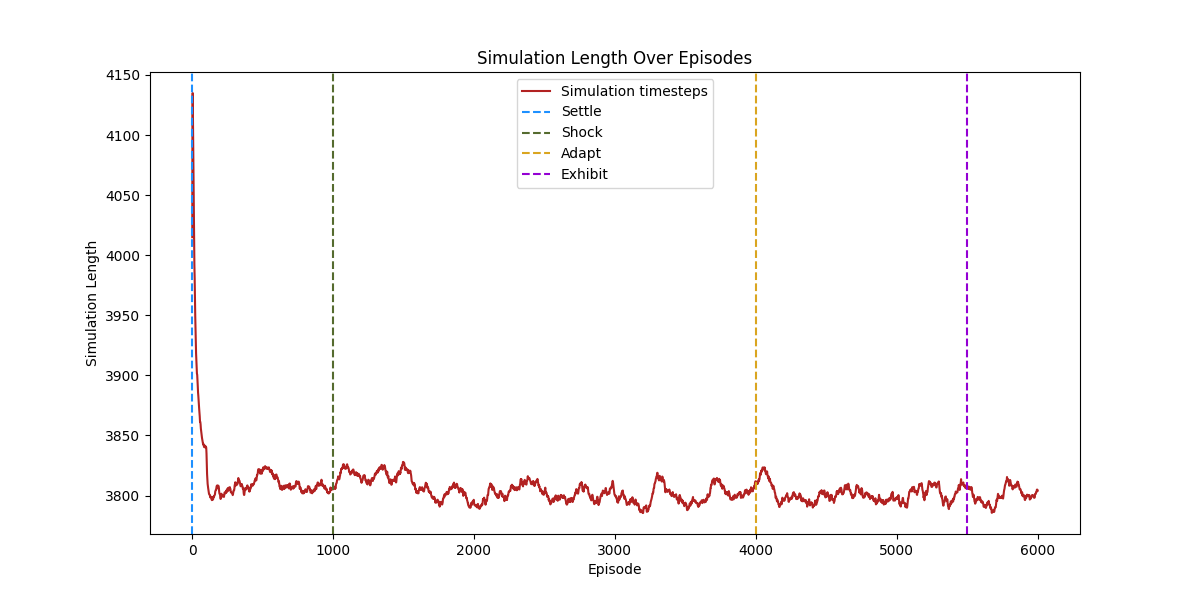 Simulation Length Over Episodes
4150
4100
4050
4000
3950
3900
3850
3800
Simulation Length
Simulation timesteps
Settle
Shock
Adapt
Exhibit
0 1000 2000 3000 4000 5000 6000
Episode